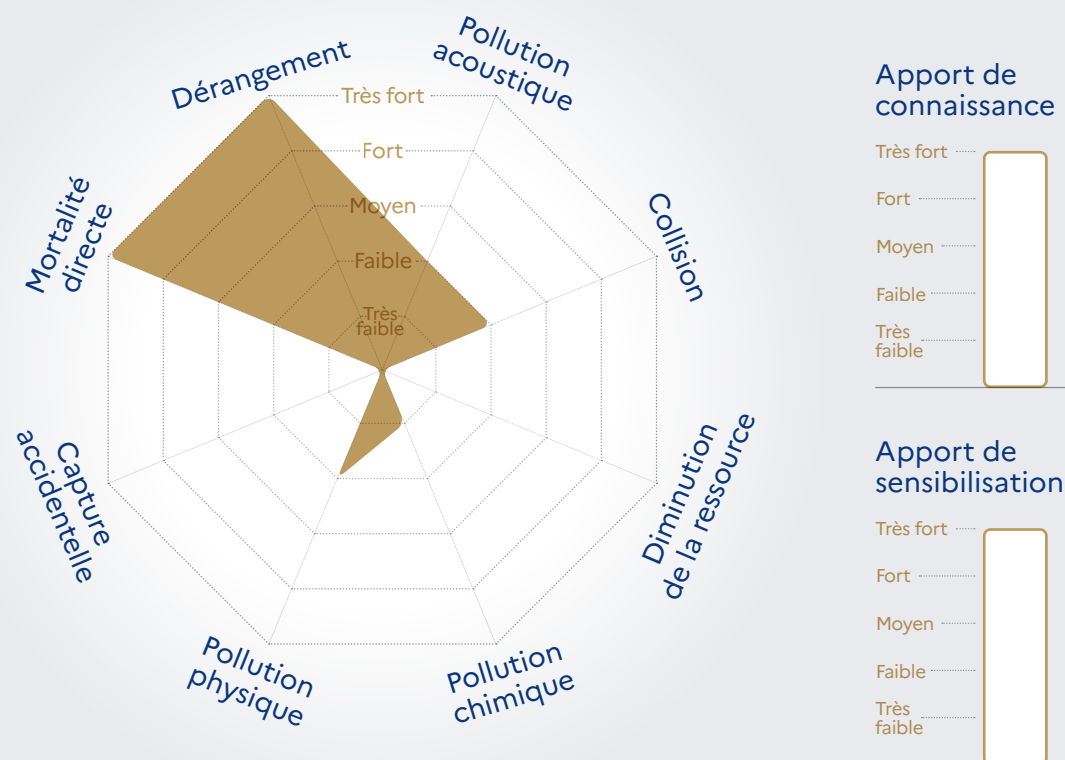 Pollution
acoustique
Dérangement
Très fort
Fort
Moyen
Faible
Très
faible
Collision
Mortalité
directe
Diminution
de la ressource
Capture
accidentelle
Pollution
physique
Pollution
chimique
Apport de
connaissance
Très fort
Fort
Moyen
Faible
Très
faible
Apport de
sensibilisation
Très fort
Fort
Moyen
Faible
Très
faible